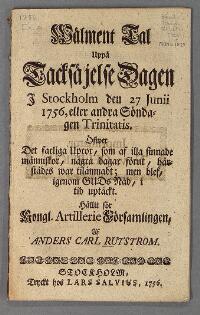 Wälment Tal
Uppå
Tacksäjelse Dagen
I Stockholm den 27 Junii
1756, eller andra Sönda-
gen Trinitatis,
Öfwer
Det farliga Upror, som af illa sinnade
människor, några dagar förut, här-
städes war tilämnadt; men blef,
igenom GUDs Nåd, i
tid uptäckt.
Hållit för
Kongl. Artillerie Församlingen,
Af
ANDERS CARL RUTSTRÖM.
STOCKHOLM,
Tryckt hos LARS SALVIUS, 1756.